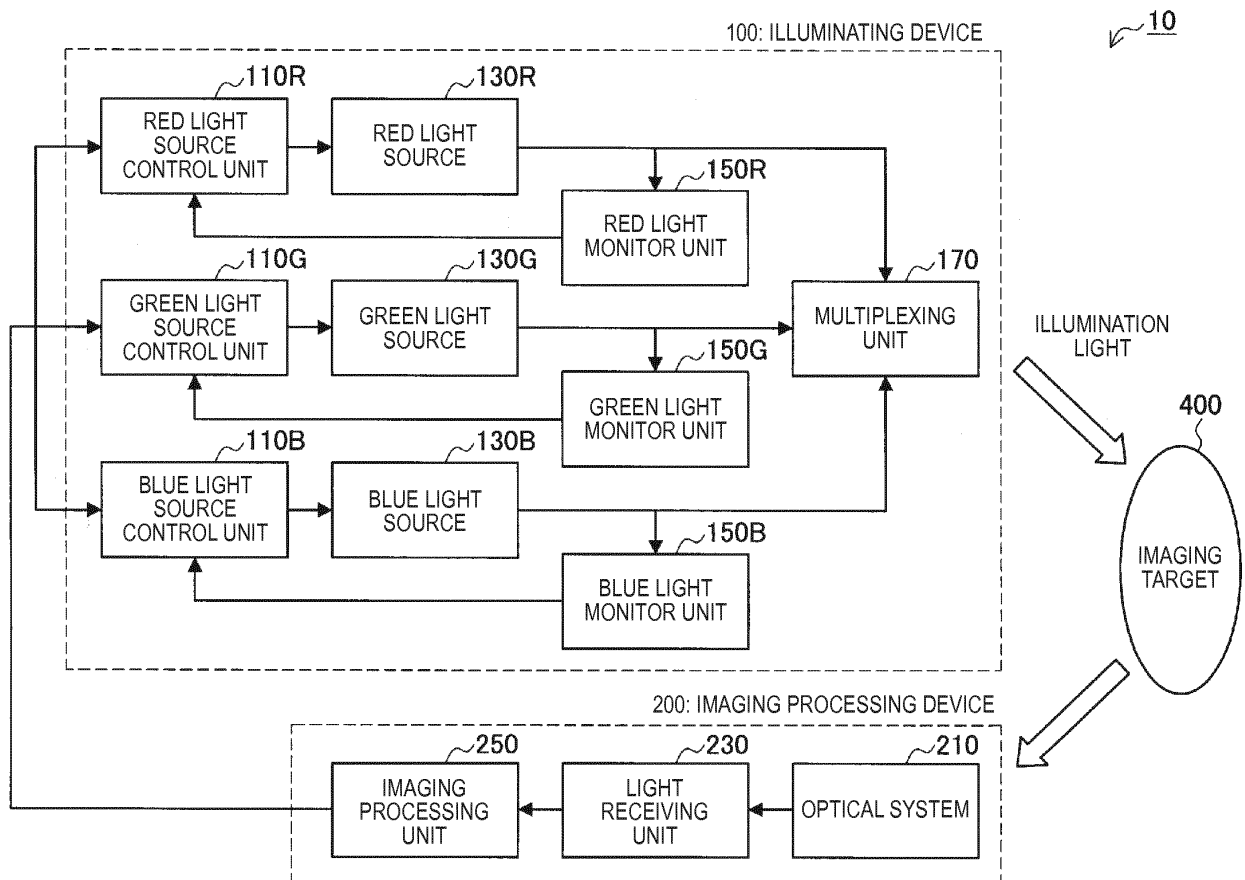 10
100: ILLUMINATING DEVICE
110R
RED LIGHT
SOURCE
CONTROL UNIT
130R
RED LIGHT
SOURCE
150R
RED LIGHT
MONITOR UNIT
110G
GREEN LIGHT
SOURCE
CONTROL UNIT
130G
GREEN LIGHT
SOURCE
150G
GREEN LIGHT
MONITOR UNIT
170
MULTIPLEXING
UNIT
ILLUMINATION
LIGHT
110B
BLUE LIGHT
SOURCE
CONTROL UNIT
130B
BLUE LIGHT
SOURCE
150B
BLUE LIGHT
MONITOR UNIT
400
IMAGING
TARGET
200: IMAGING PROCESSING DEVICE
250
IMAGING
PROCESSING
UNIT
230
LIGHT
RECEIVING
UNIT
210
OPTICAL SYSTEM